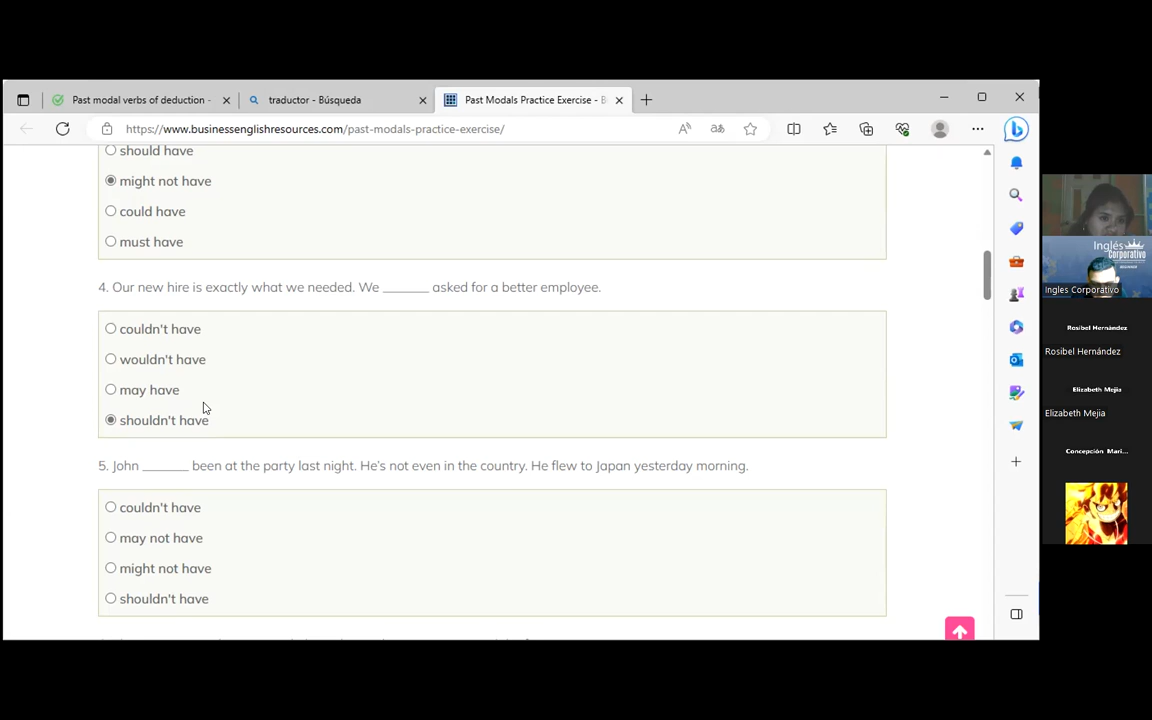 Past modal verbs of deduction -
traductor - Búsqueda
Past Modals Practice Exercise - B
https://www.businessenglishresources.com/past-modals-practice-exercise/
should have
might not have
could have
must have
4. Our new hire is exactly what we needed. We _______ asked for a better employee.
couldn't have
wouldn't have
may have
shouldn't have
5. John _______ been at the party last night. He's not even in the country. He flew to Japan yesterday morning.
couldn't have
may not have
might not have
shouldn't have
Inglés
Corporativo
Ingles Corporativo
Rosibel Hernández
Rosibel Hernández
Elizabeth Mejia
Elizabeth Mejia
Concepción Mari...